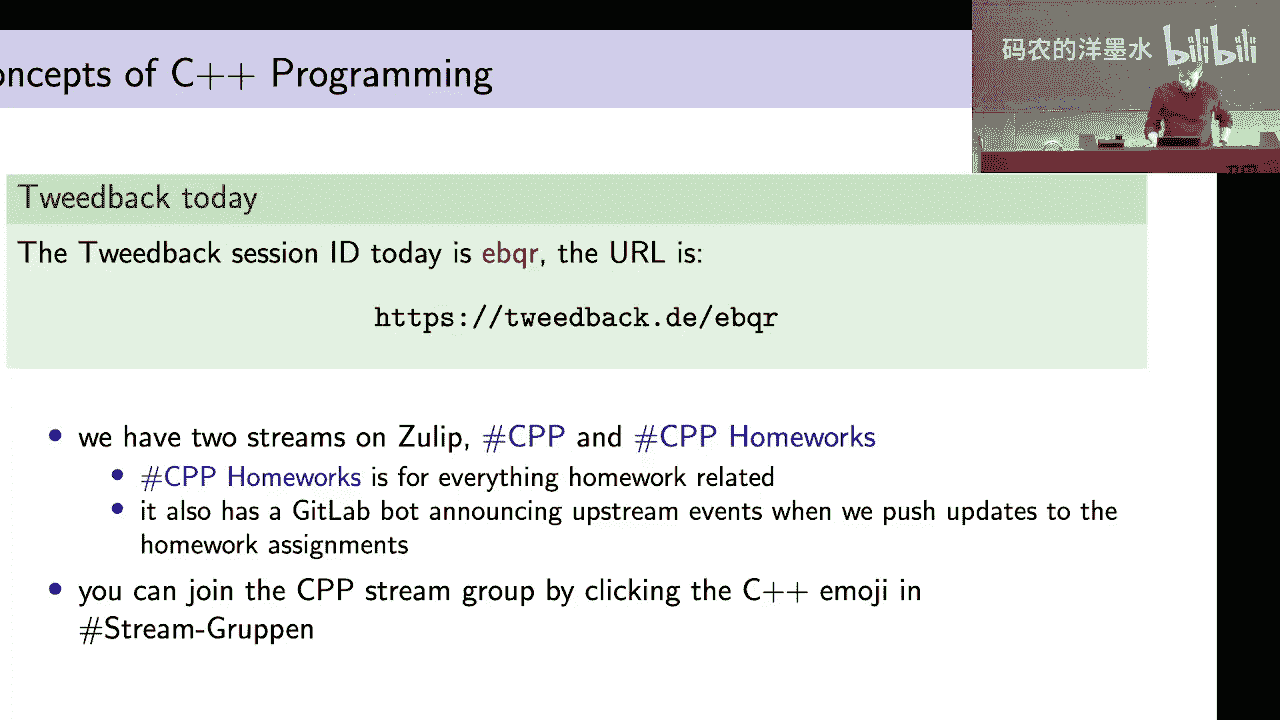 oncepts of C++ Programming
码农的洋墨水 bilibili
Tweedback today
The Tweedback session ID today is ebqr, the URL is:
https://tweedback.de/ebqr
• we have two streams on Zulip, #CPP and #CPP Homeworks
• #CPP Homeworks is for everything homework related
• it also has a GitLab bot announcing upstream events when we push updates to the
homework assignments
• you can join the CPP stream group by clicking the C++ emoji in
#Stream-Gruppen